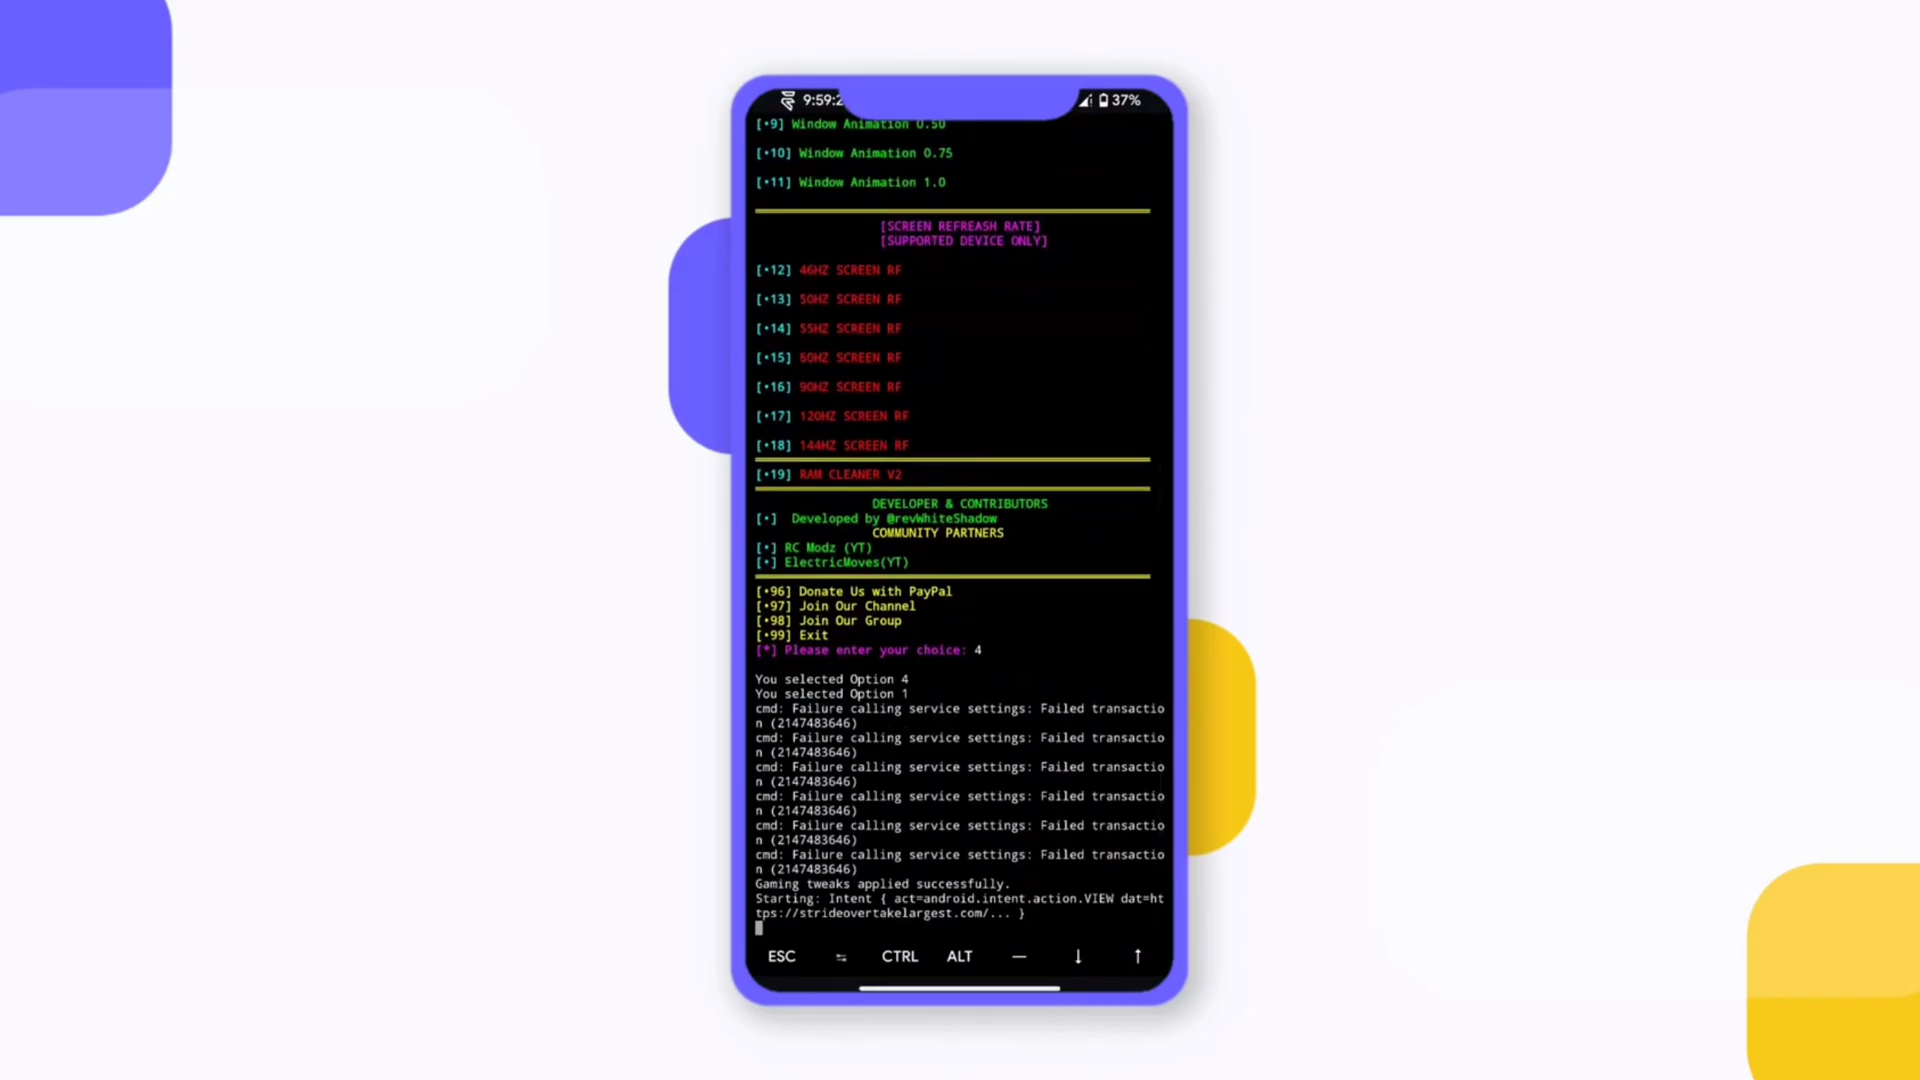 9:59:2
37%
[•9] Window Animation 0.50
[•10] Window Animation 0.75
[•11] Window Animation 1.0
[SCREEN REFREASH RATE]
[SUPPORTED DEVICE ONLY]
[•12] 46HZ SCREEN RF
[•13] 50HZ SCREEN RF
[•14] 55HZ SCREEN RF
[•15] 60HZ SCREEN RF
[•16] 90HZ SCREEN RF
[•17] 120HZ SCREEN RF
[•18] 144HZ SCREEN RF
[•19] RAM CLEANER V2
DEVELOPER & CONTRIBUTORS
[•] Developed by @revWhiteShadow
COMMUNITY PARTNERS
[•] RC Modz (YT)
[•] ElectricMoves(YT)
[•96] Donate Us with PayPal
[•97] Join Our Channel
[•98] Join Our Group
[•99] Exit
[*] Please enter your choice: 4
You selected Option 4
You selected Option 1
cmd: Failure calling service settings: Failed transactio
n (2147483646)
cmd: Failure calling service settings: Failed transactio
n (2147483646)
cmd: Failure calling service settings: Failed transactio
n (2147483646)
cmd: Failure calling service settings: Failed transactio
n (2147483646)
cmd: Failure calling service settings: Failed transactio
n (2147483646)
cmd: Failure calling service settings: Failed transactio
n (2147483646)
Gaming tweaks applied successfully.
Starting: Intent { act=android.intent.action.VIEW dat=ht
tps://strideovertakelargest.com/... }
ESC ⇆ CTRL ALT — ↓ ↑